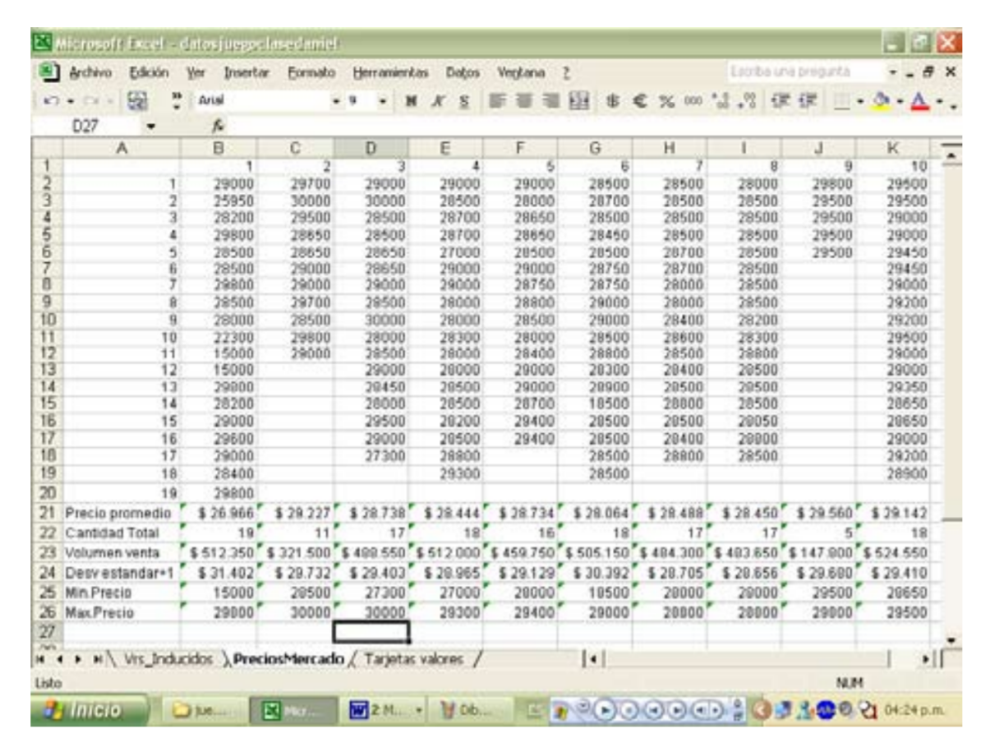 Microsoft Excel - datosjuegoclasedaniel
Archivo Edición Ver Insertar Formato Herramientas Datos Ventana ? Escriba una pregunta
Arial 9 N K S € % 000
D27 fx
A B C D E F G H I J K
1 1 2 3 4 5 6 7 8 9 10
2 1 29000 29700 29000 29000 29000 28500 28500 28000 29800 29500
3 2 25950 30000 30000 28500 28000 28700 28500 28500 29500 29500
4 3 28200 29500 28500 28700 28650 28500 28500 28500 29500 29000
5 4 29800 28650 28500 28700 28650 28450 28500 28500 29500 29000
6 5 28500 28650 28650 27000 28500 28500 28700 28500 29500 29450
7 6 28500 29000 28650 29000 29000 28750 28700 28500 29450
8 7 29800 29000 29000 29000 28750 28750 28000 28500 29000
9 8 28500 29700 28500 28000 28800 29000 28000 28500 29200
10 9 28000 28500 30000 28000 28500 29000 28400 28200 29200
11 10 22300 29800 28000 28300 28000 28500 28600 28300 29500
12 11 15000 29000 28500 28000 28400 28800 28500 28800 29000
13 12 15000 29000 28000 29000 28300 28400 28500 29000
14 13 29800 28450 28500 29000 28900 28500 28500 29350
15 14 28200 28000 28500 28700 18500 28800 28500 28650
16 15 29000 29500 28200 29400 28500 28500 28050 28650
17 16 29600 29000 28500 29400 28500 28400 28800 29000
18 17 29000 27300 28800 28500 28800 28500 29200
19 18 28400 29300 28500 28900
20 19 29800
21 Precio promedio $ 26.966 $ 29.227 $ 28.738 $ 28.444 $ 28.734 $ 28.064 $ 28.488 $ 28.450 $ 29.560 $ 29.142
22 Cantidad Total 19 11 17 18 16 18 17 17 5 18
23 Volumen venta $ 512.350 $ 321.500 $ 488.550 $ 512.000 $ 459.750 $ 505.150 $ 484.300 $ 483.650 $ 147.800 $ 524.550
24 Desv estandar+1 $ 31.402 $ 29.732 $ 29.403 $ 28.965 $ 29.129 $ 30.392 $ 28.705 $ 28.656 $ 29.680 $ 29.410
25 Min.Precio 15000 28500 27300 27000 28000 18500 28000 28000 29500 28650
26 Max.Precio 29800 30000 30000 29300 29400 29000 28800 28800 29800 29500
27
Vrs_Inducidos PreciosMercado Tarjetas valores
Listo NUM
Inicio Jue.... Micr... 2 M... Dib... 04:24 p.m.